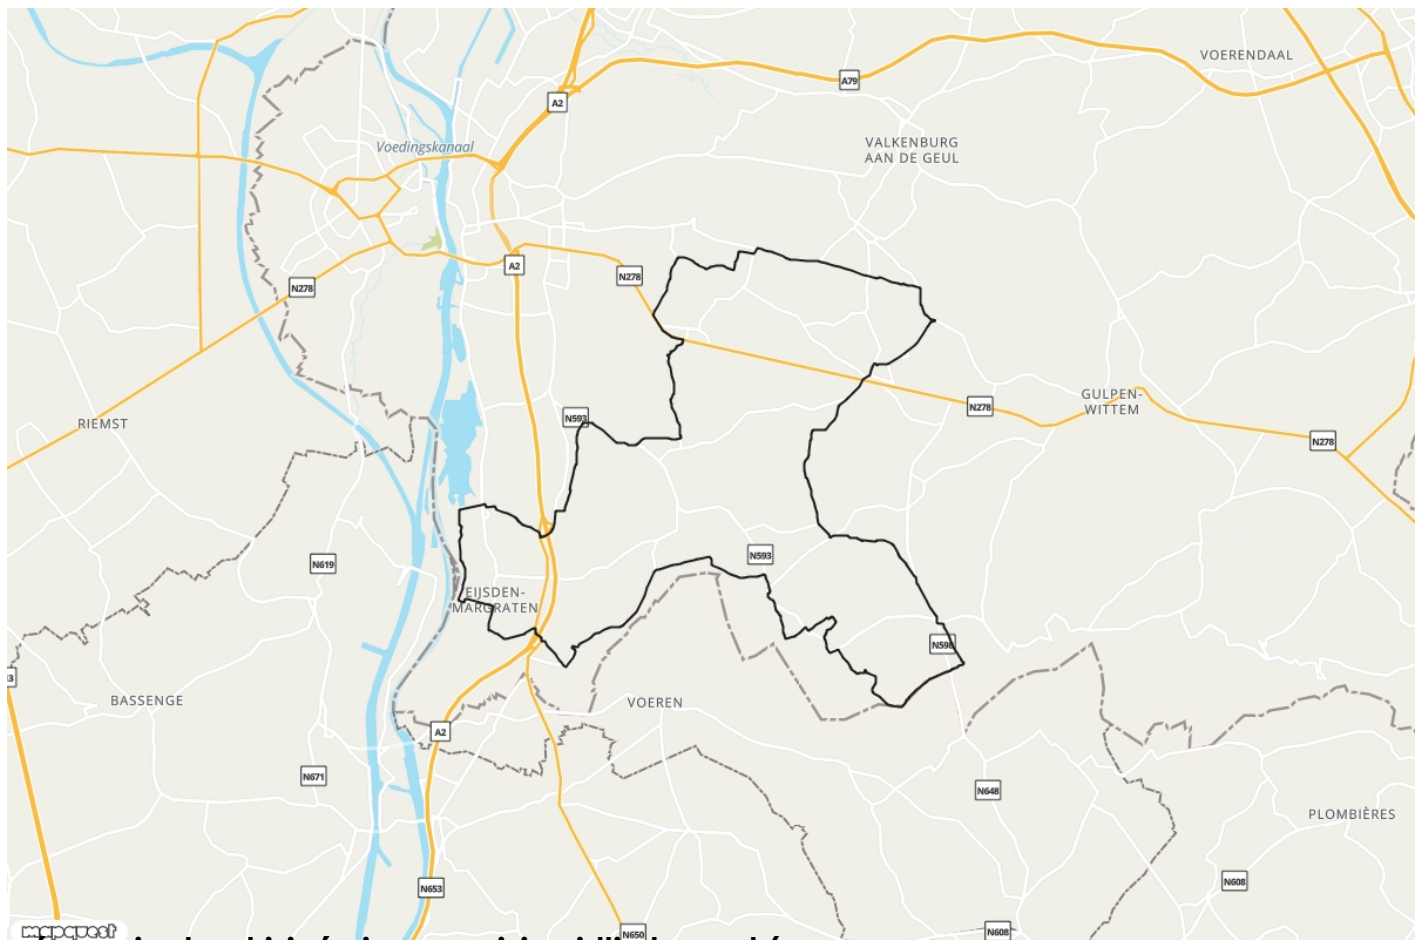 VOERENDAAL
A79
A2
VALKENBURG
AAN DE GEUL
Voedingskanaal
A2
N278
N278
GULPEN-
WITTEM
N278
N593
RIEMST
N278
N593
N619
EIJSDEN-
MARGRATEN
N598
BASSENGE
VOEREN
A2
N671
N648
PLOMBIÈRES
N608
N653
N650
N608
mapquest